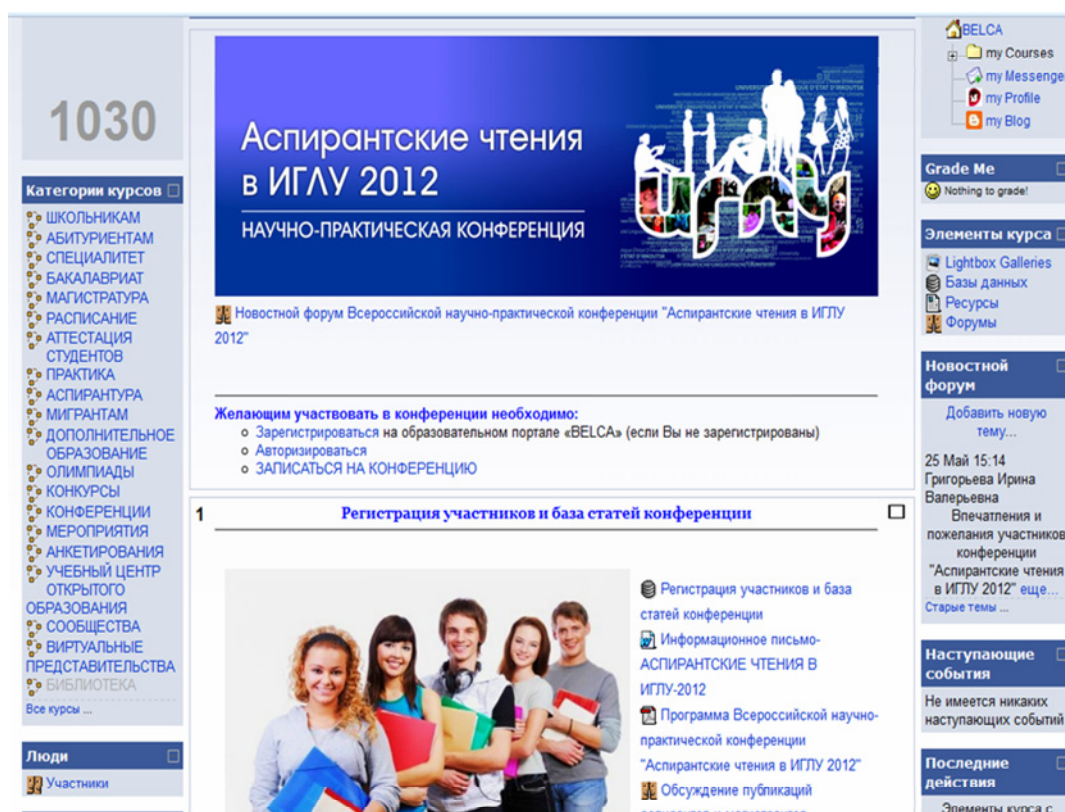 1030
Категории курсов
ШКОЛЬНИКАМ
АБИТУРИЕНТАМ
СПЕЦИАЛИТЕТ
БАКАЛАВРИАТ
МАГИСТРАТУРА
РАСПИСАНИЕ
АТТЕСТАЦИЯ
СТУДЕНТОВ
ПРАКТИКА
АСПИРАНТУРА
МИГРАНТАМ
ДОПОЛНИТЕЛЬНОЕ
ОБРАЗОВАНИЕ
ОЛИМПИАДЫ
КОНКУРСЫ
КОНФЕРЕНЦИИ
МЕРОПРИЯТИЯ
АНКЕТИРОВАНИЯ
УЧЕБНЫЙ ЦЕНТР
ОТКРЫТОГО
ОБРАЗОВАНИЯ
СООБЩЕСТВА
ВИРТУАЛЬНЫЕ
ПРЕДСТАВИТЕЛЬСТВА
БИБЛИОТЕКА
Все курсы ...
Люди
Участники
Аспирантские чтения
в ИГЛУ 2012
НАУЧНО-ПРАКТИЧЕСКАЯ КОНФЕРЕНЦИЯ
иглу
Новостной форум Всероссийской научно-практической конференции "Аспирантские чтения в ИГЛУ
2012"
Желающим участвовать в конференции необходимо:
Зарегистрироваться на образовательном портале «BELCA» (если Вы не зарегистрированы)
Авторизироваться
ЗАПИСАТЬСЯ НА КОНФЕРЕНЦИЮ
1
Регистрация участников и база статей конференции
Регистрация участников и база
статей конференции
Информационное письмо-
АСПИРАНТСКИЕ ЧТЕНИЯ В
ИГЛУ-2012
Программа Всероссийской научно-
практической конференции
"Аспирантские чтения в ИГЛУ 2012"
Обсуждение публикаций
BELCA
my Courses
my Messenge
my Profile
my Blog
Grade Me
Nothing to grade!
Элементы курса
Lightbox Galleries
Базы данных
Ресурсы
Форумы
Новостной
форум
Добавить новую
тему...
25 Май 15:14
Григорьева Ирина
Валерьевна
Впечатления и
пожелания участников
конференции
"Аспирантские чтения
в ИГЛУ 2012" еще...
Старые темы ...
Наступающие
события
Не имеется никаких
наступающих событий
Последние
действия
Элементы курса с